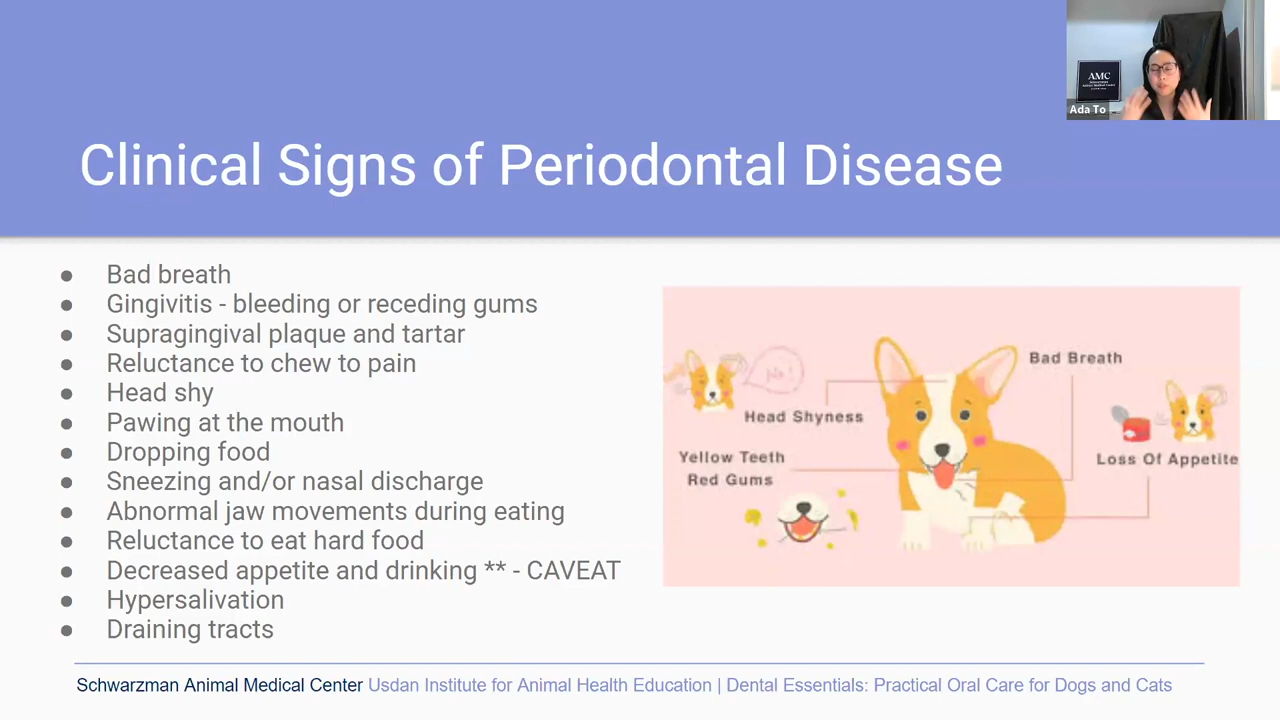 AMC
Ada To
Clinical Signs of Periodontal Disease
● Bad breath
● Gingivitis - bleeding or receding gums
● Supragingival plaque and tartar
● Reluctance to chew to pain
● Head shy
● Pawing at the mouth
● Dropping food
● Sneezing and/or nasal discharge
● Abnormal jaw movements during eating
● Reluctance to eat hard food
● Decreased appetite and drinking ** - CAVEAT
● Hypersalivation
● Draining tracts
No!
Head Shyness
Yellow Teeth
Red Gums
Bad Breath
Loss Of Appetite
Schwarzman Animal Medical Center Usdan Institute for Animal Health Education | Dental Essentials: Practical Oral Care for Dogs and Cats